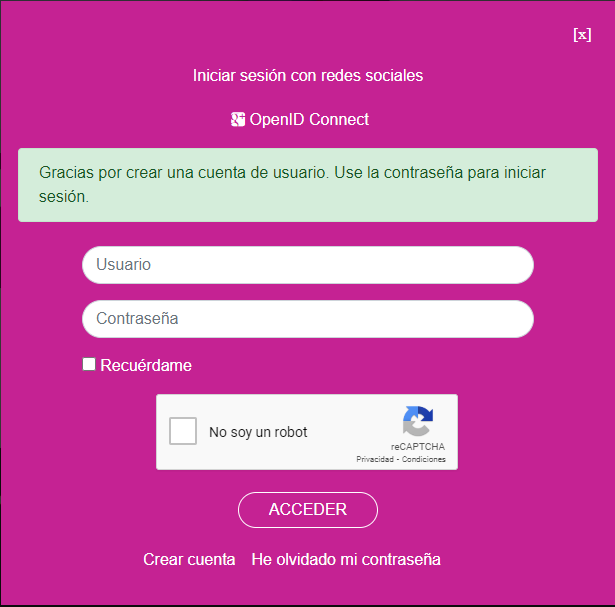 [x]
Iniciar sesión con redes sociales
OpenID Connect
Gracias por crear una cuenta de usuario. Use la contraseña para iniciar
sesión.
Usuario
Contraseña
Recuérdame
No soy un robot
reCAPTCHA
Privacidad - Condiciones
ACCEDER
Crear cuenta He olvidado mi contraseña